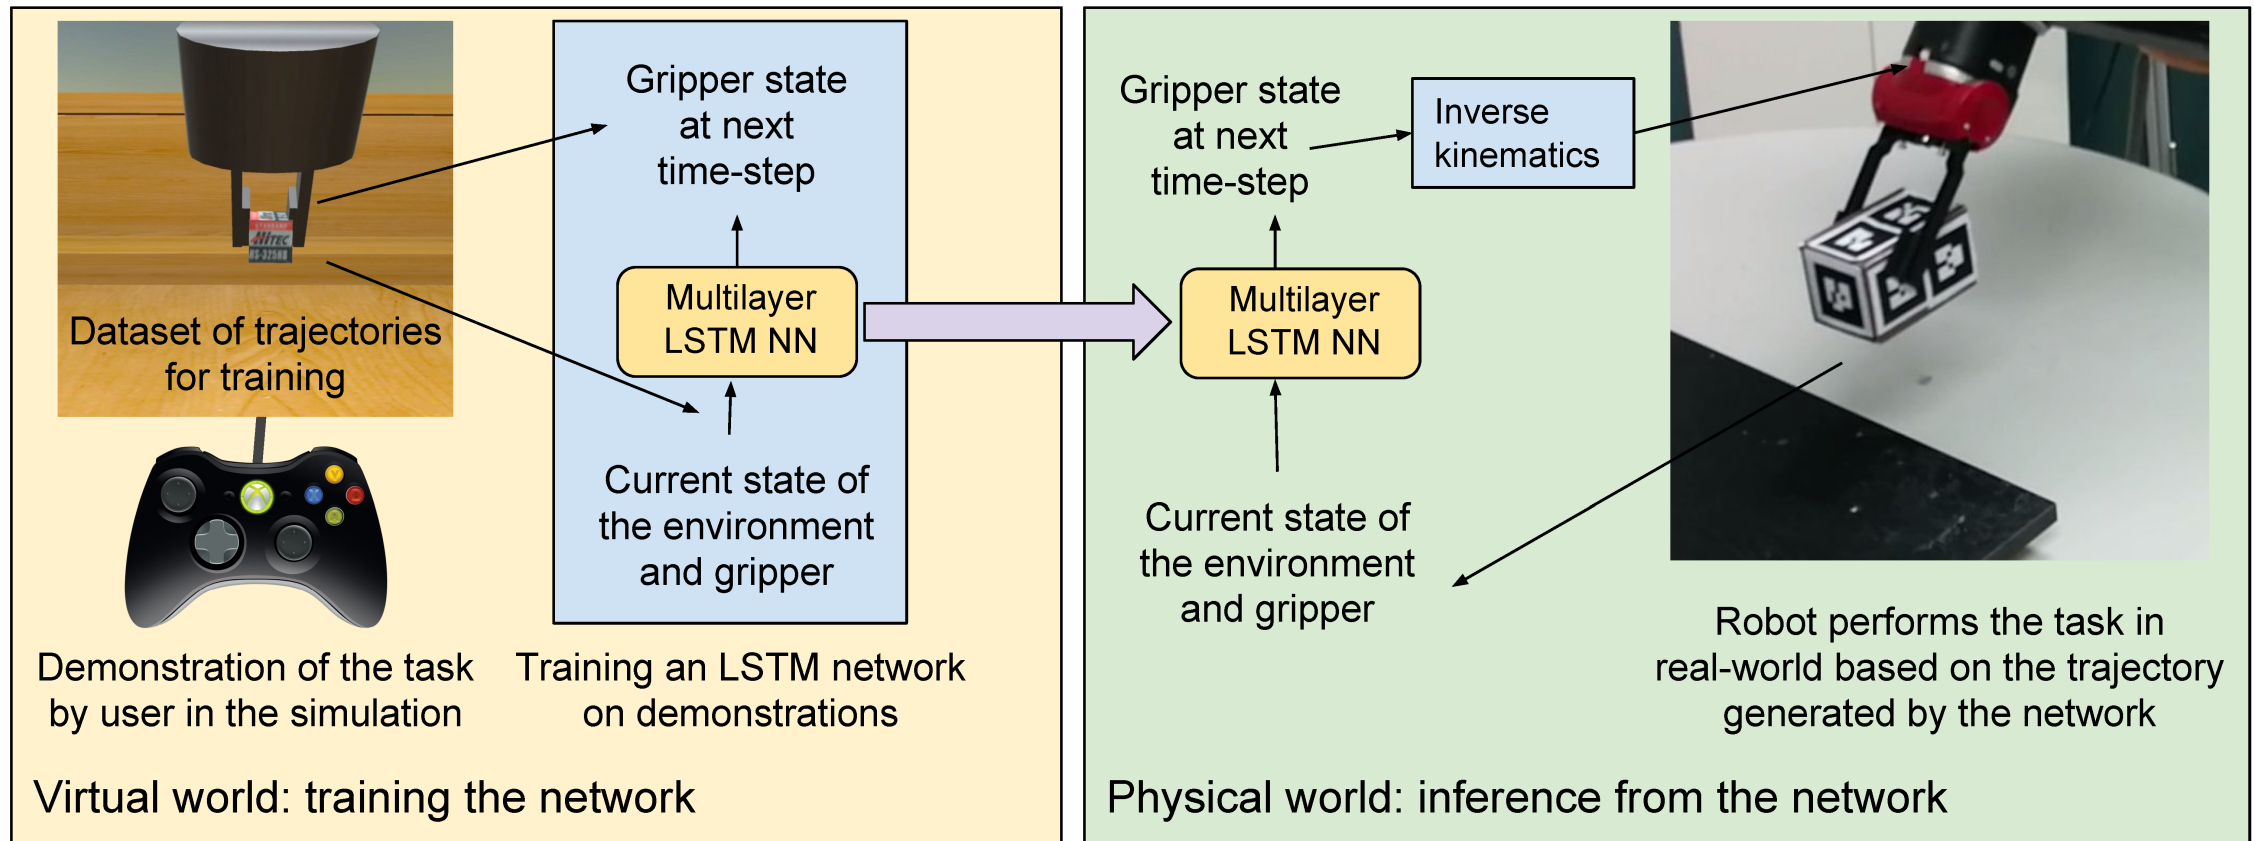 STANDARD
HiTEC
HS-325HB
Dataset of trajectories
for training
Demonstration of the task
by user in the simulation
Gripper state
at next
time-step
Multilayer
LSTM NN
Current state of
the environment
and gripper
Training an LSTM network
on demonstrations
Virtual world: training the network
Gripper state
at next
time-step
Inverse
kinematics
Multilayer
LSTM NN
Current state of
the environment
and gripper
Robot performs the task in
real-world based on the trajectory
generated by the network
Physical world: inference from the network